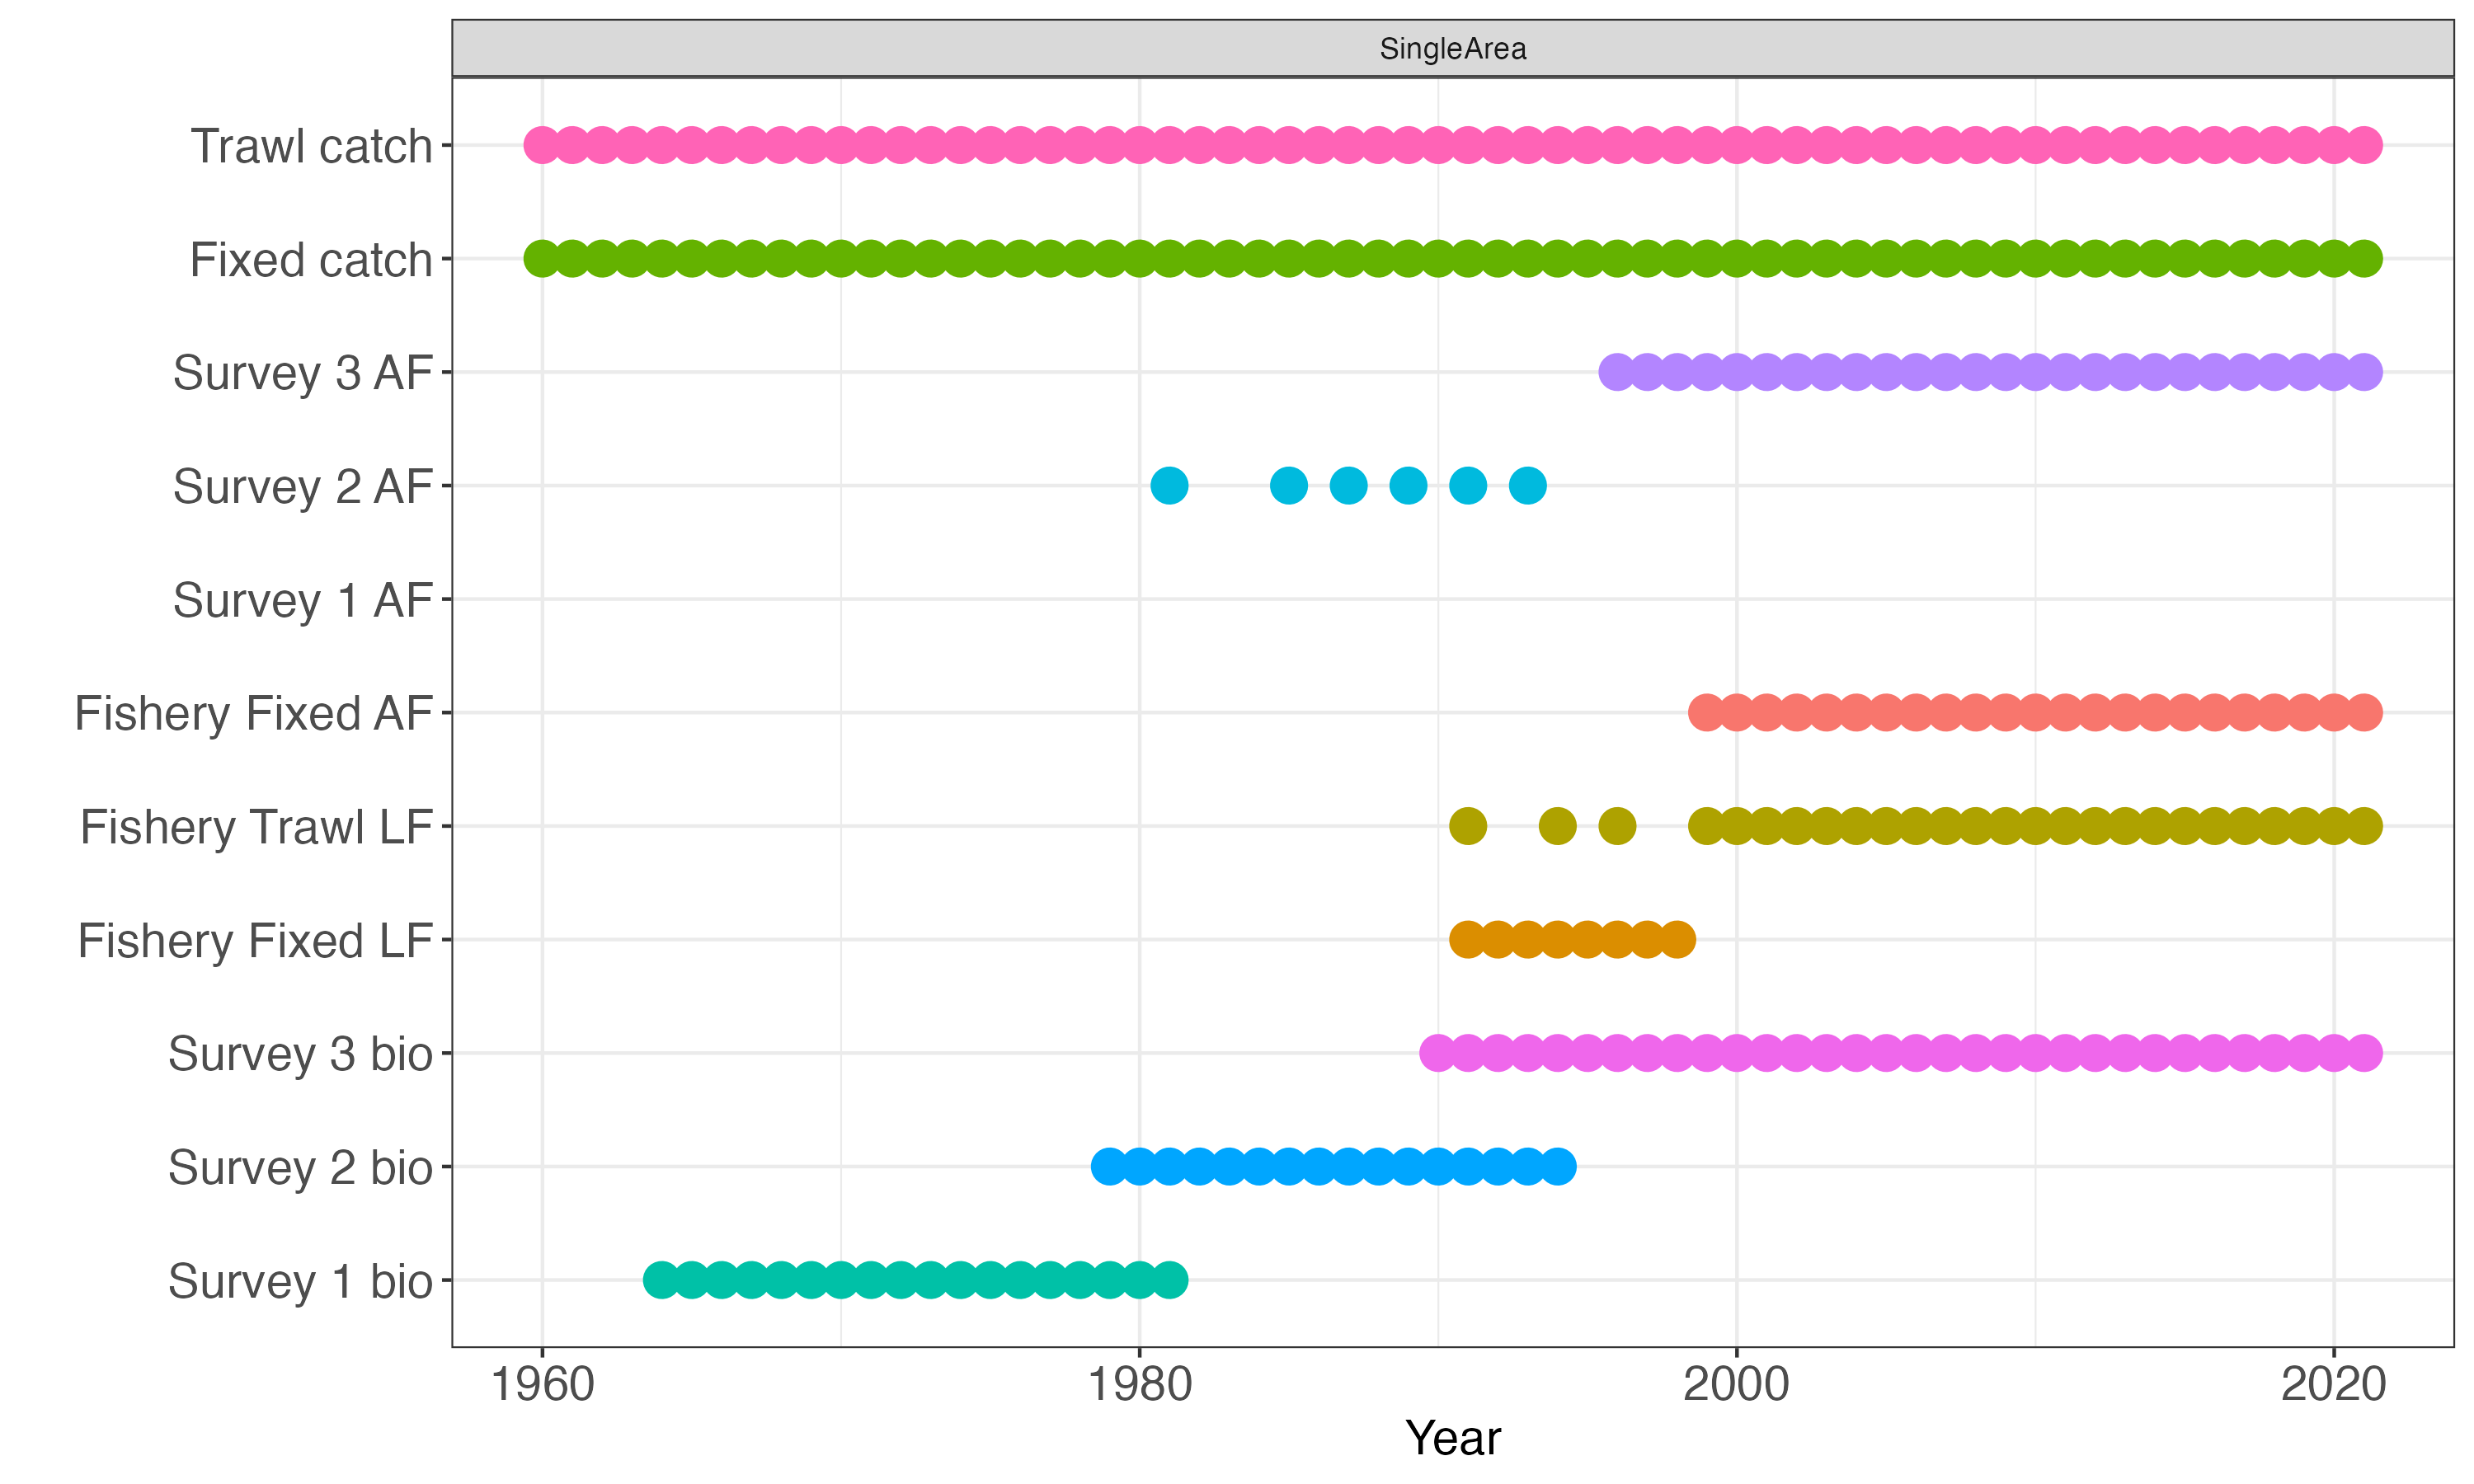 SingleArea
Trawl catch
Fixed catch
Survey 3 AF
Survey 2 AF
Survey 1 AF
Fishery Fixed AF
Fishery Trawl LF
Fishery Fixed LF
Survey 3 bio
Survey 2 bio
Survey 1 bio
1960 1980 2000 2020
Year